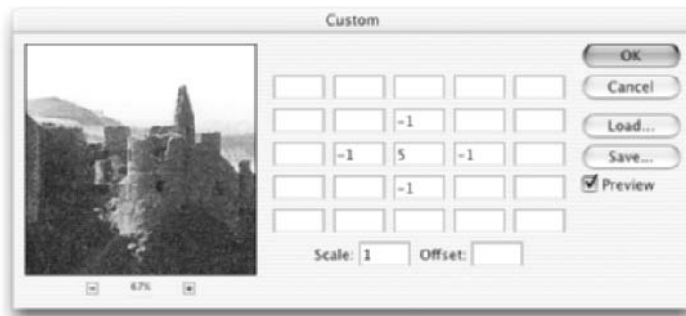 Custom
OK
Cancel
-1
Load...
-1 5 -1
Save...
-1
Preview
Scale: 1 Offset:
67%